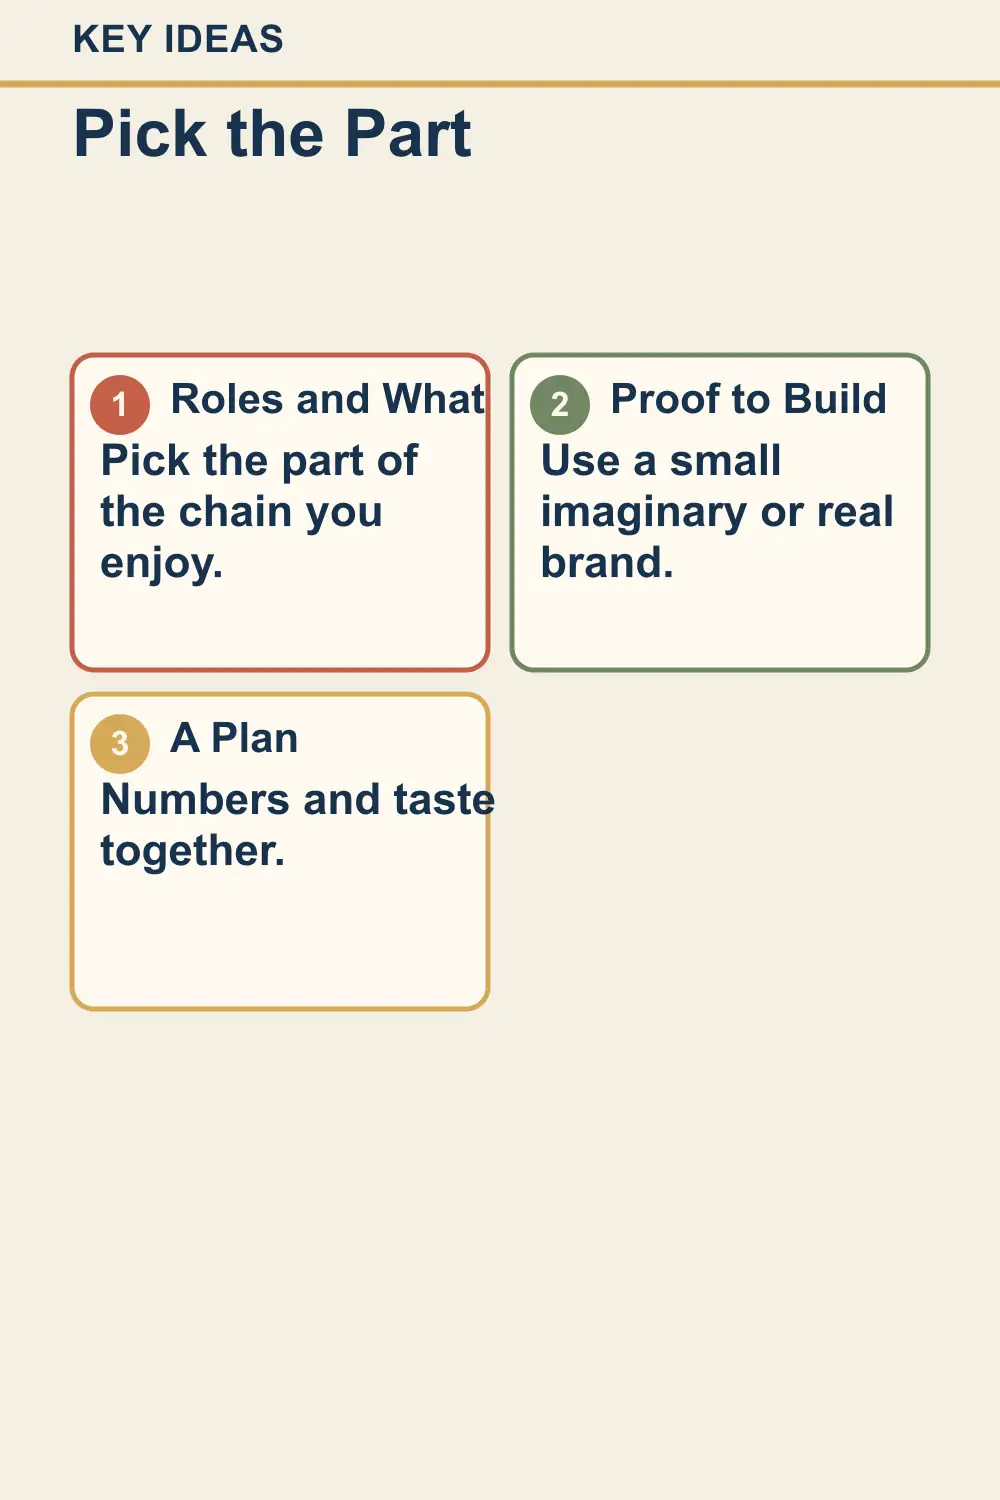 KEY IDEAS
Pick the Part
1 Roles and What
Pick the part of
the chain you
enjoy.
2 Proof to Build
Use a small
imaginary or real
brand.
3 A Plan
Numbers and taste
together.